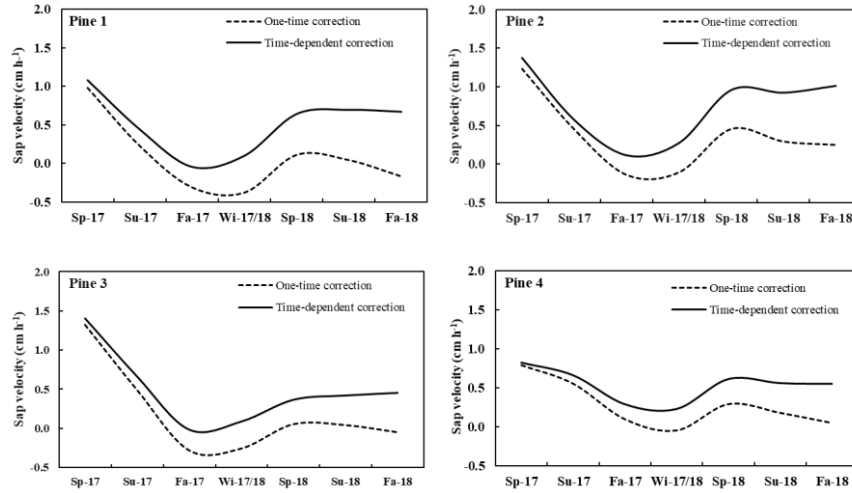 Pine 1
One-time correction
Time-dependent correction
Sap velocity (cm h⁻¹)
2.0
1.5
1.0
0.5
0.0
-0.5
Sp-17 Su-17 Fa-17 Wi-17/18 Sp-18 Su-18 Fa-18
Pine 2
One-time correction
Time-dependent correction
Sap velocity (cm h⁻¹)
2.0
1.5
1.0
0.5
0.0
-0.5
Sp-17 Su-17 Fa-17 Wi-17/18 Sp-18 Su-18 Fa-18
Pine 3
One-time correction
Time-dependent correction
Sap velocity (cm h⁻¹)
2.0
1.5
1.0
0.5
0.0
-0.5
Sp-17 Su-17 Fa-17 Wi-17/18 Sp-18 Su-18 Fa-18
Pine 4
One-time correction
Time-dependent correction
Sap velocity (cm h⁻¹)
2.0
1.5
1.0
0.5
0.0
-0.5
Sp-17 Su-17 Fa-17 Wi-17/18 Sp-18 Su-18 Fa-18